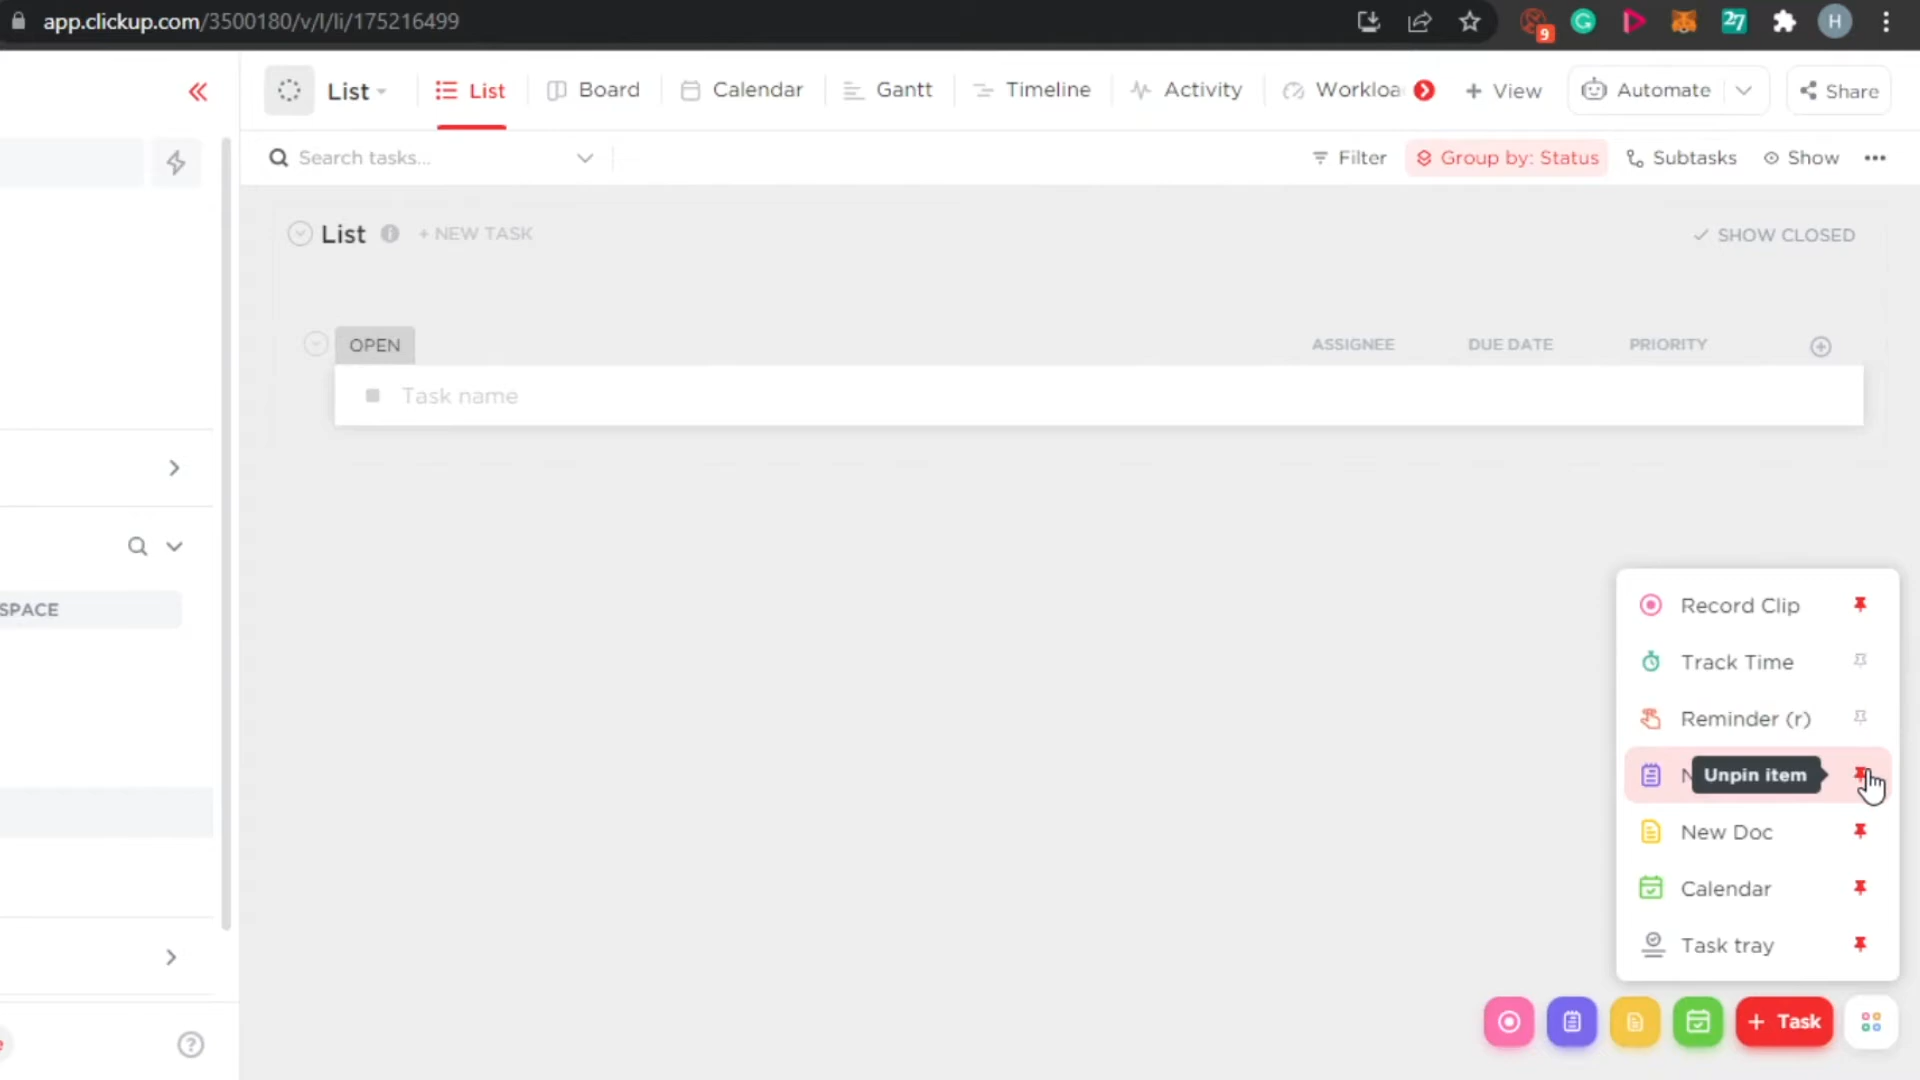 app.clickup.com/3500180/v/l/li/175216499
9
27
H
List
List
Board
Calendar
Gantt
Timeline
Activity
Workloa
+ View
Automate
Share
Search tasks...
Filter
Group by: Status
Subtasks
Show
List
+ NEW TASK
SHOW CLOSED
OPEN
ASSIGNEE
DUE DATE
PRIORITY
Task name
SPACE
Record Clip
Track Time
Reminder (r)
N
Unpin item
New Doc
Calendar
Task tray
+ Task